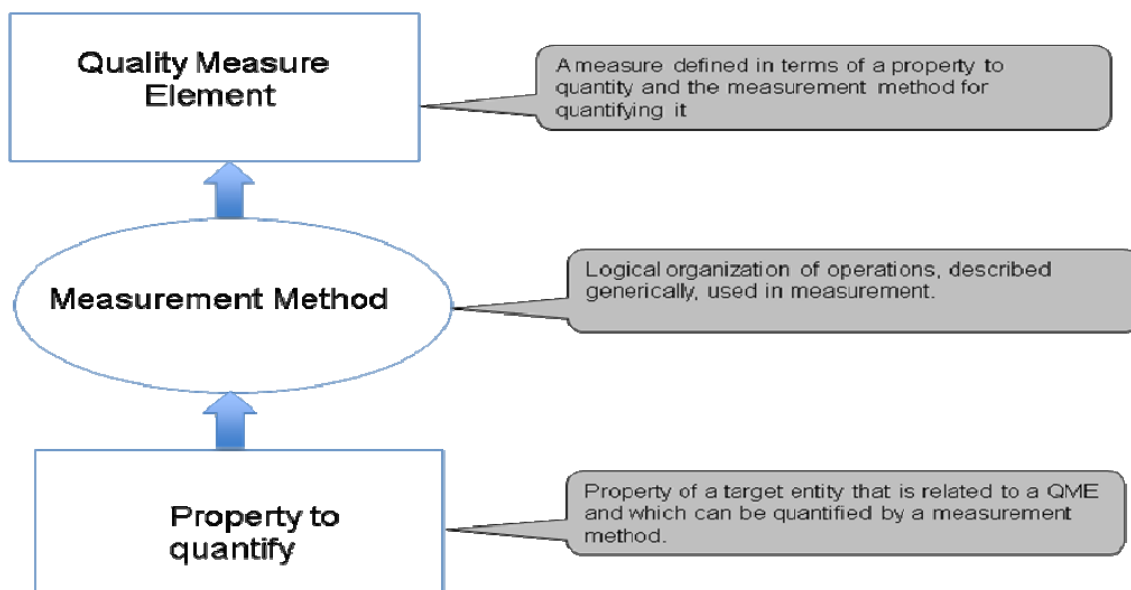 Quality Measure
Element
A measure defined in terms of a property to
quantity and the measurement method for
quantifying it
Measurement Method
Logical organization of operations, described
generically, used in measurement.
Property to
quantify
Property of a target entity that is related to a QME
and which can be quantified by a measurement
method.